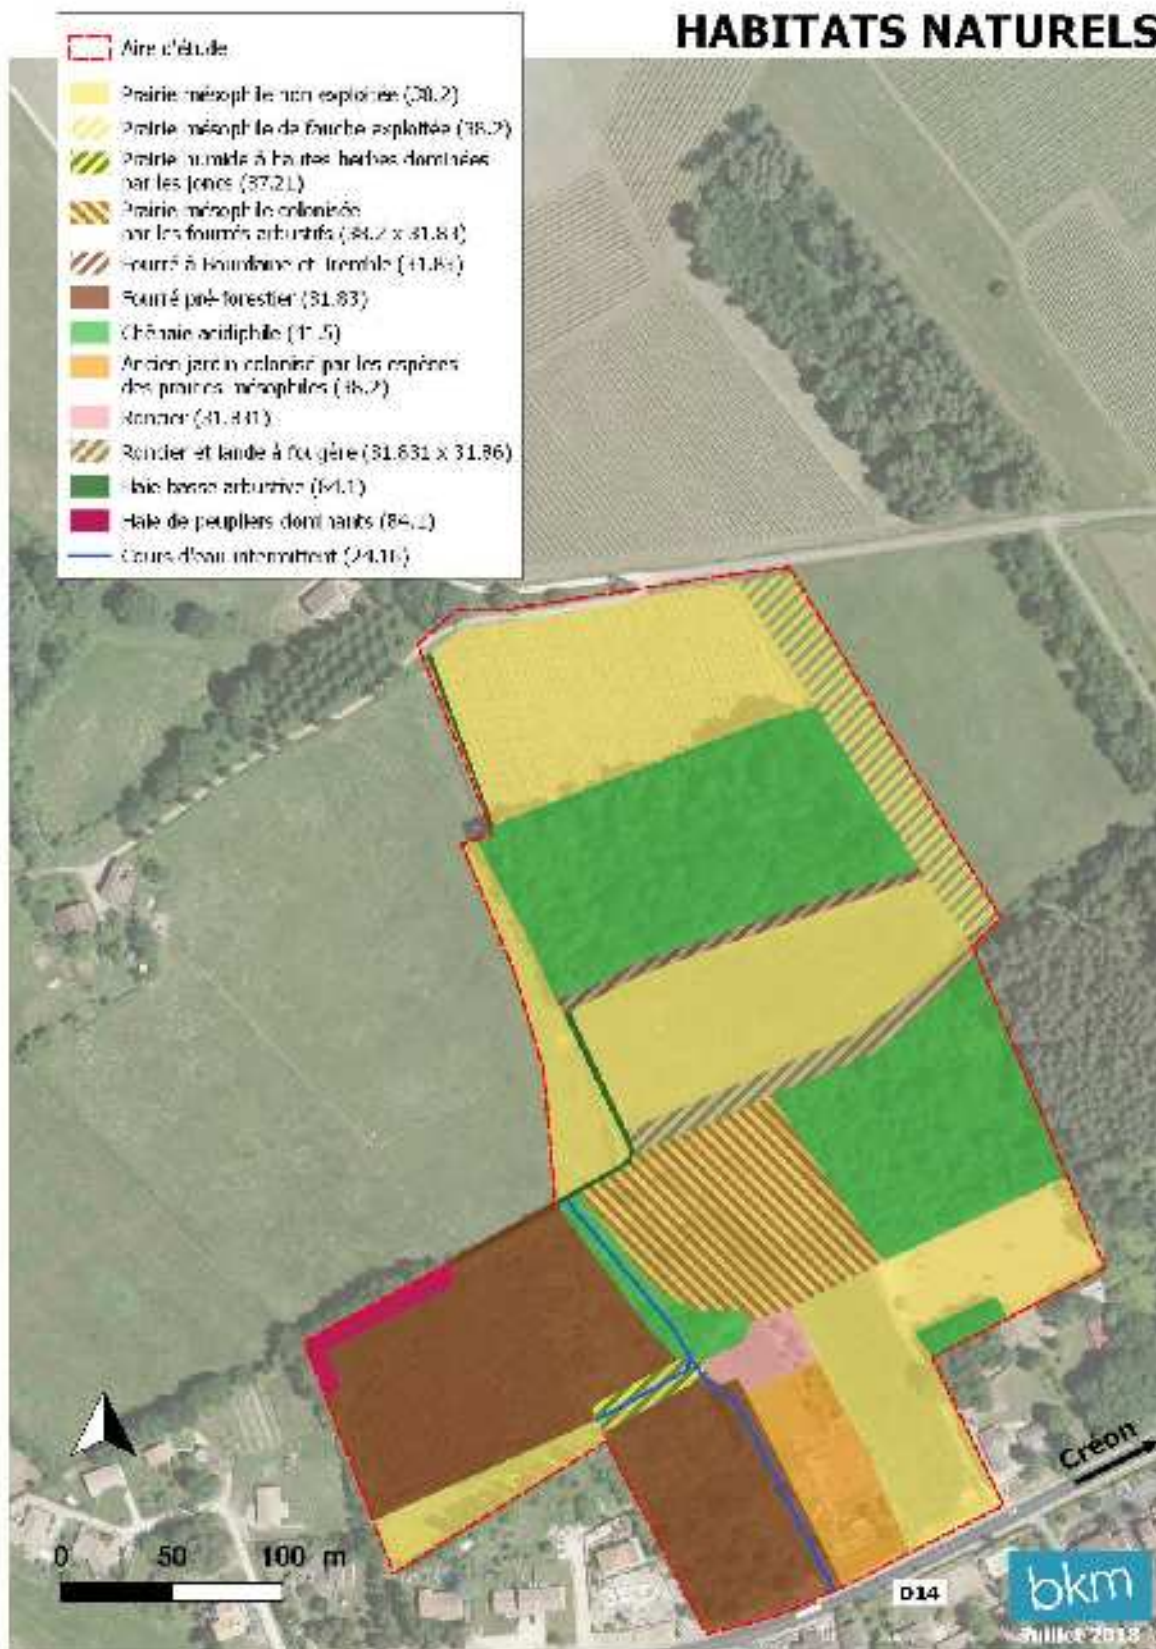 HABITATS NATURELS
Aire d'étude
Prairie mésophile non exploitée (38.2)
Prairie mésophile de fauche exploitée (38.2)
Prairie humide à hautes herbes dominées
par les joncs (37.21)
Prairie mésophile colonisée
par les fourrés arbustifs (38.2 x 31.83)
Fourré à Bourdaine et Tremble (31.83)
Fourré pré-forestier (31.83)
Chênaie acidiphile (41.5)
Ancien jardin colonisé par les espèces
des prairies mésophiles (38.2)
Roncier (31.831)
Roncier et lande à fougère (31.831 x 31.86)
Haie basse arbustive (84.1)
Haie de peupliers dominants (84.1)
Cours d'eau intermittent (24.16)
Créon
0 50 100 m
D14
bkm
Juillet 2018